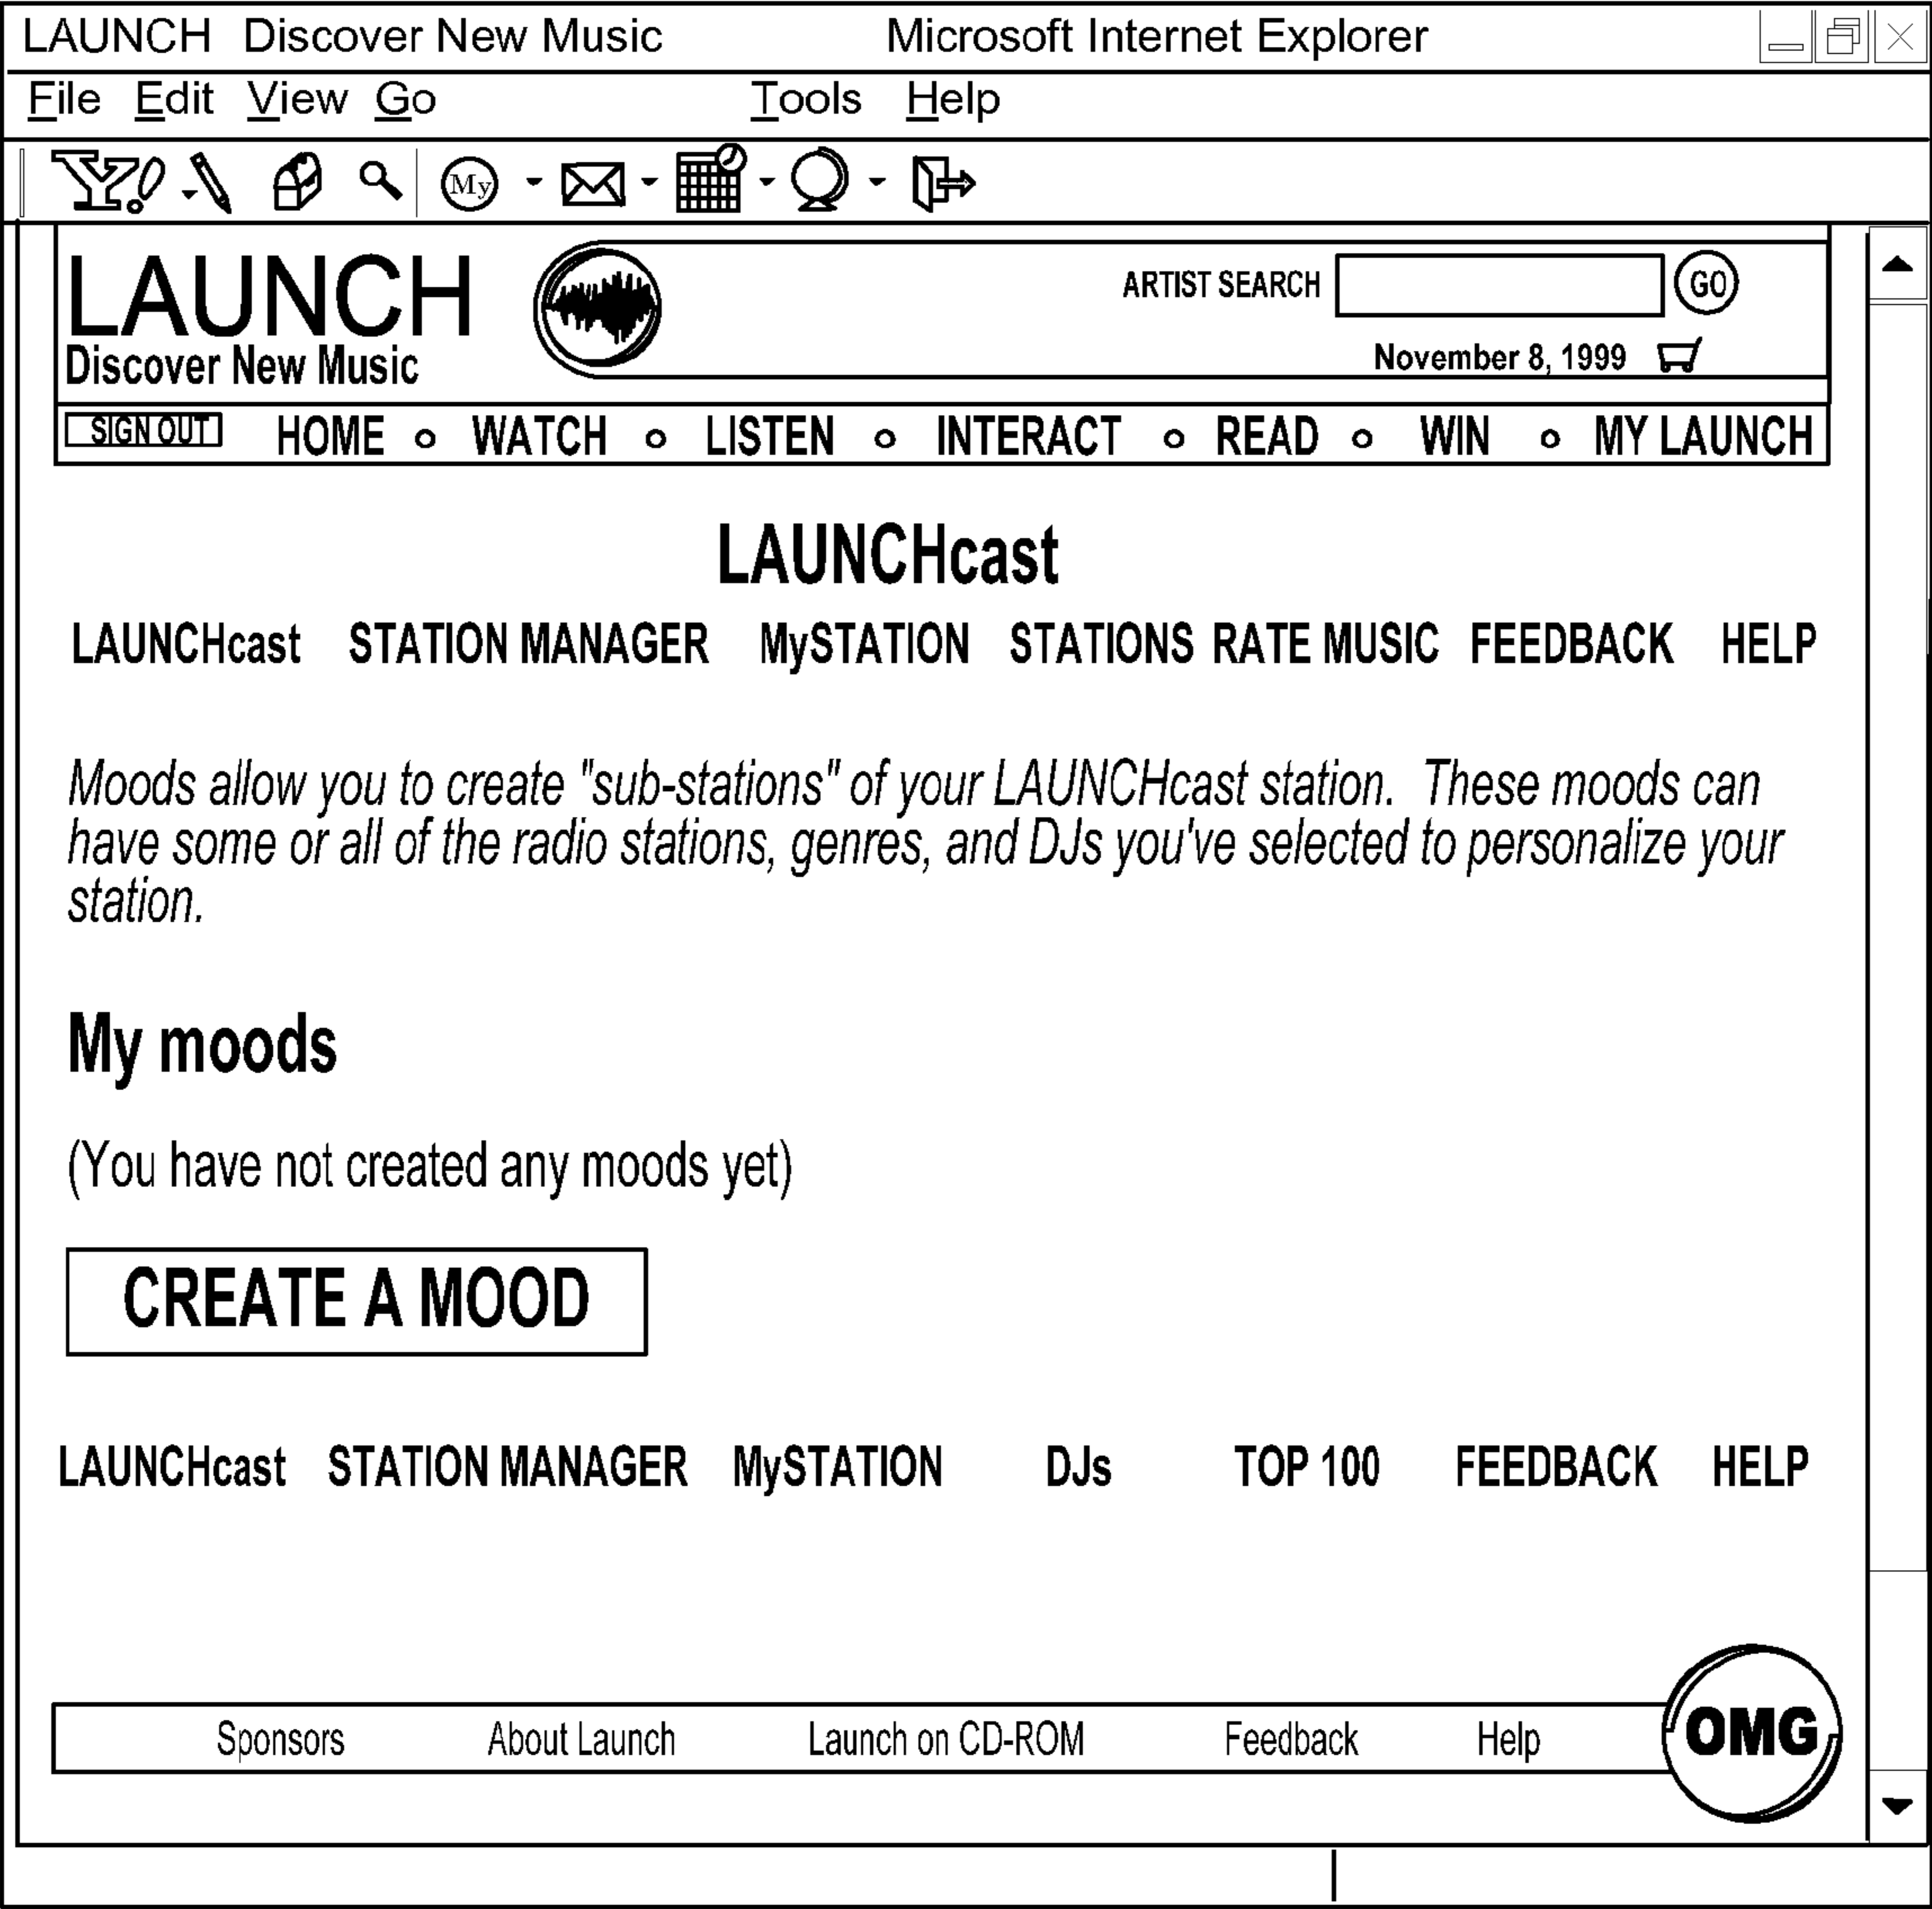 LAUNCH Discover New Music Microsoft Internet Explorer
File Edit View Go Tools Help
Y! My
LAUNCH
Discover New Music
ARTIST SEARCH GO
November 8, 1999
SIGN OUT HOME WATCH LISTEN INTERACT READ WIN MY LAUNCH
LAUNCHcast
LAUNCHcast STATION MANAGER MySTATION STATIONS RATE MUSIC FEEDBACK HELP
Moods allow you to create "sub-stations" of your LAUNCHcast station. These moods can
have some or all of the radio stations, genres, and DJs you've selected to personalize your
station.
My moods
(You have not created any moods yet)
CREATE A MOOD
LAUNCHcast STATION MANAGER MySTATION DJs TOP 100 FEEDBACK HELP
Sponsors About Launch Launch on CD-ROM Feedback Help OMG